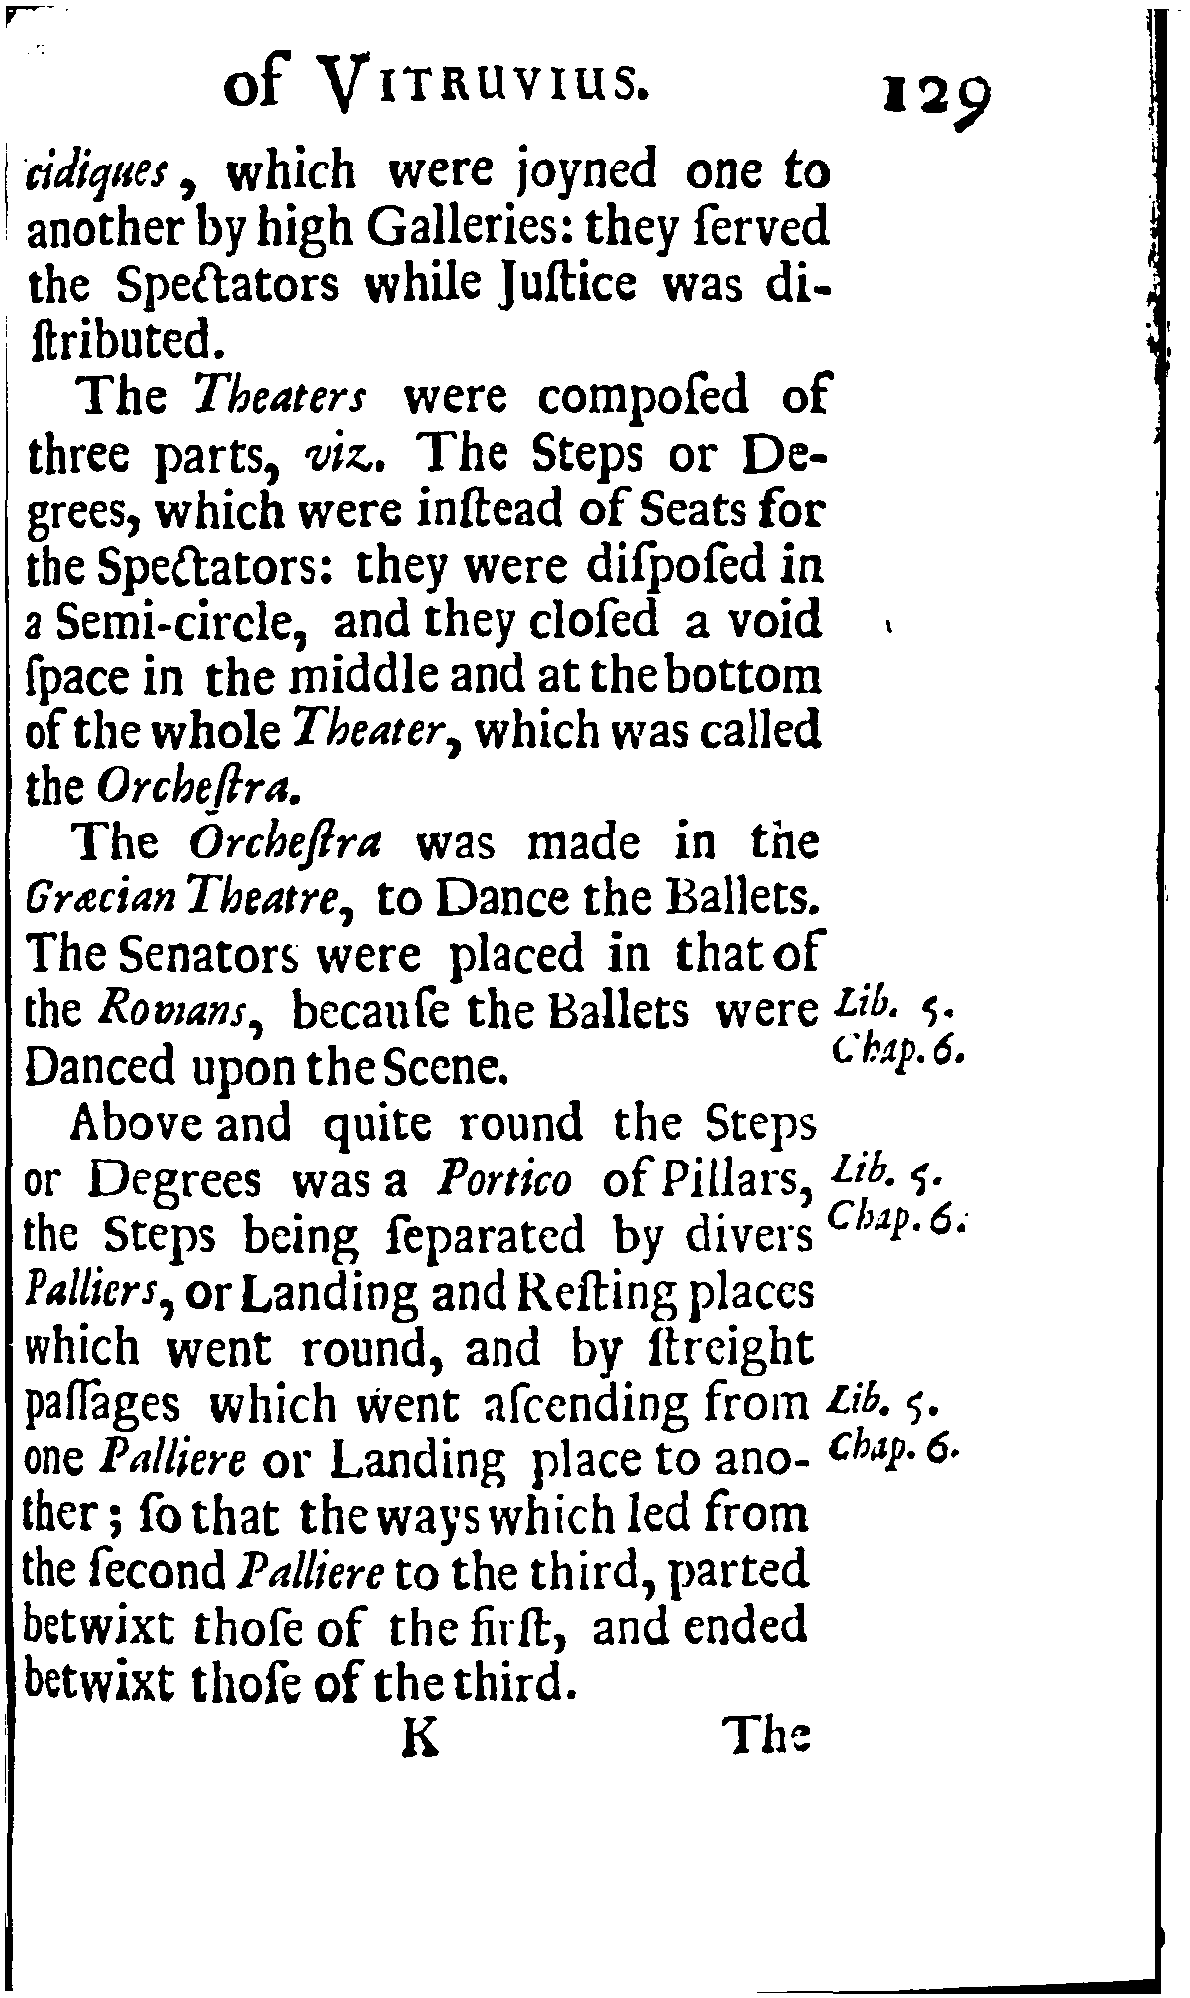 of VITRUVIUS. 129
cidiques, which were joyned one to
another by high Galleries: they ſerved
the Spectators while Juſtice was di-
ſtributed.
The Theaters were compoſed of
three parts, viz. The Steps or De-
grees, which were inſtead of Seats for
the Spectators: they were diſpoſed in
a Semi-circle, and they cloſed a void
ſpace in the middle and at the bottom
of the whole Theater, which was called
the Orcheſtra.
The Orcheſtra was made in the
Græcian Theatre, to Dance the Ballets.
The Senators were placed in that of
the Romans, becauſe the Ballets were
Lib. 5.
Chap. 6.
Danced upon the Scene.
Above and quite round the Steps
or Degrees was a Portico of Pillars,
Lib. 5.
Chap. 6.
the Steps being ſeparated by divers
Palliers, or Landing and Reſting places
which went round, and by ſtreight
paſſages which went aſcending from
Lib. 5.
Chap. 6.
one Palliere or Landing place to ano-
ther; ſo that the ways which led from
the ſecond Palliere to the third, parted
betwixt thoſe of the firſt, and ended
betwixt thoſe of the third.
K The